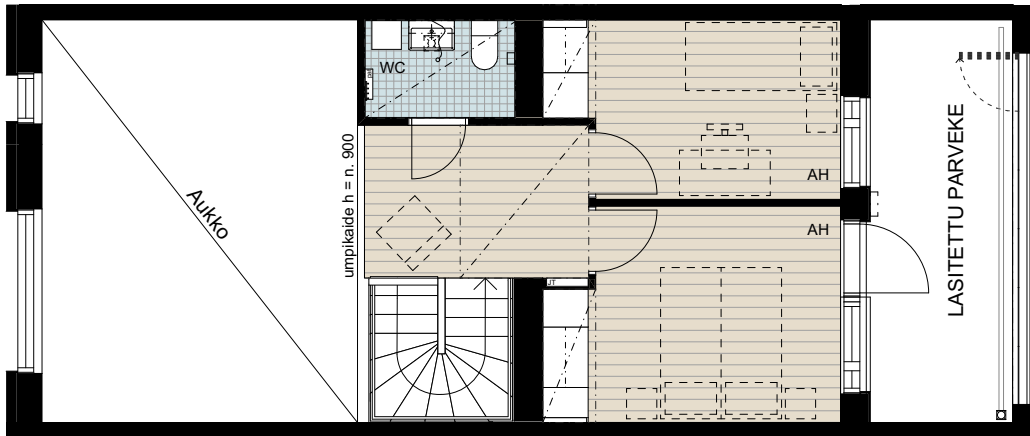 WC
Aukko
umpikaide h = n. 900
AH
AH
JT
LASITETTU PARVEKE